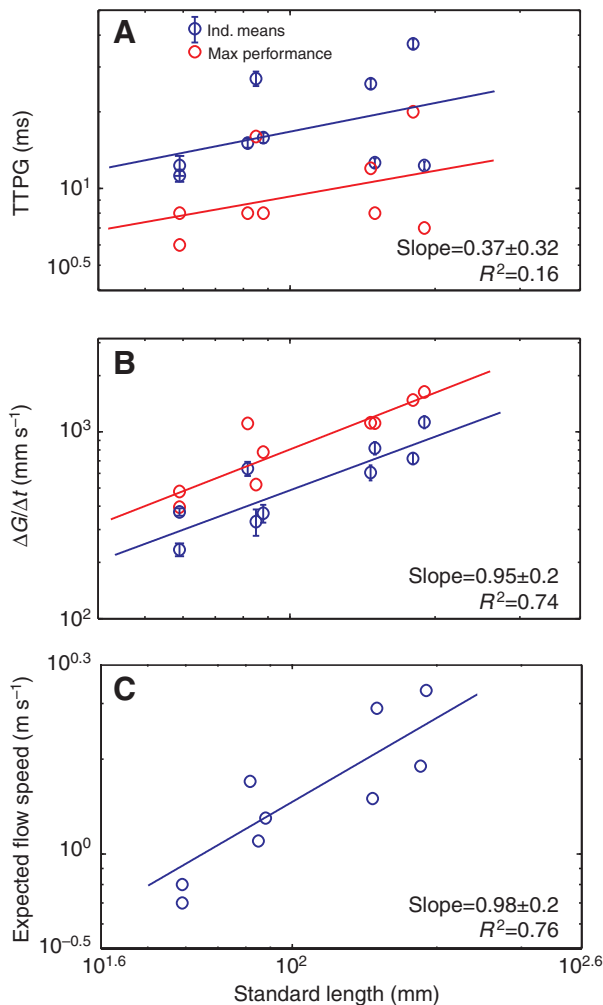 A
Ind. means
Max performance
TTPG (ms)
10^1
10^0.5
Slope=0.37±0.32
R²=0.16
B
ΔG/Δt (mm s⁻¹)
10^3
10^2
Slope=0.95±0.2
R²=0.74
C
Expected flow speed (m s⁻¹)
10^0.3
10^0
10^−0.5
Slope=0.98±0.2
R²=0.76
10^1.6
10^2
10^2.6
Standard length (mm)